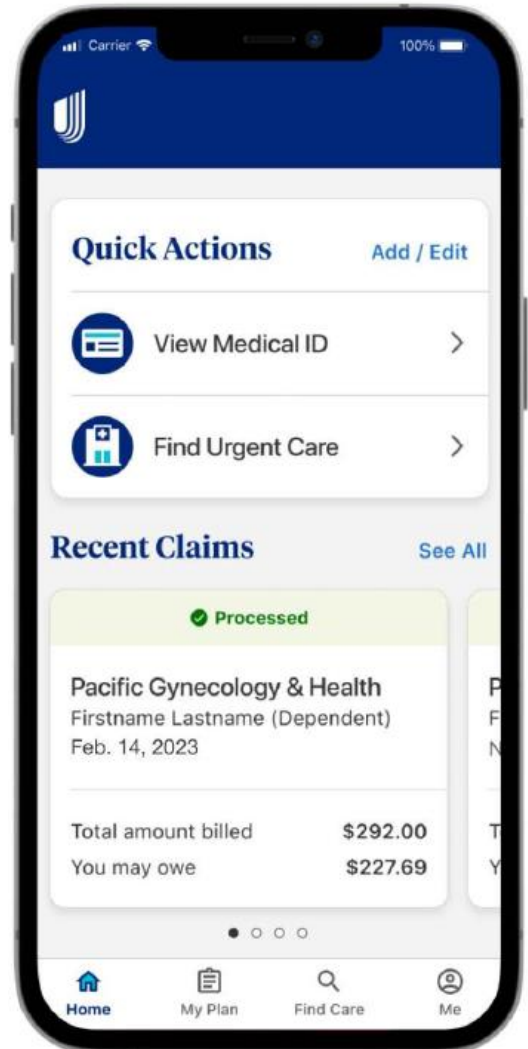 Carrier 100%
Quick Actions Add / Edit
View Medical ID
Find Urgent Care
Recent Claims See All
Processed
Pacific Gynecology & Health P
Firstname Lastname (Dependent) F
Feb. 14, 2023 N
Total amount billed $292.00 T
You may owe $227.69 Y
Home My Plan Find Care Me